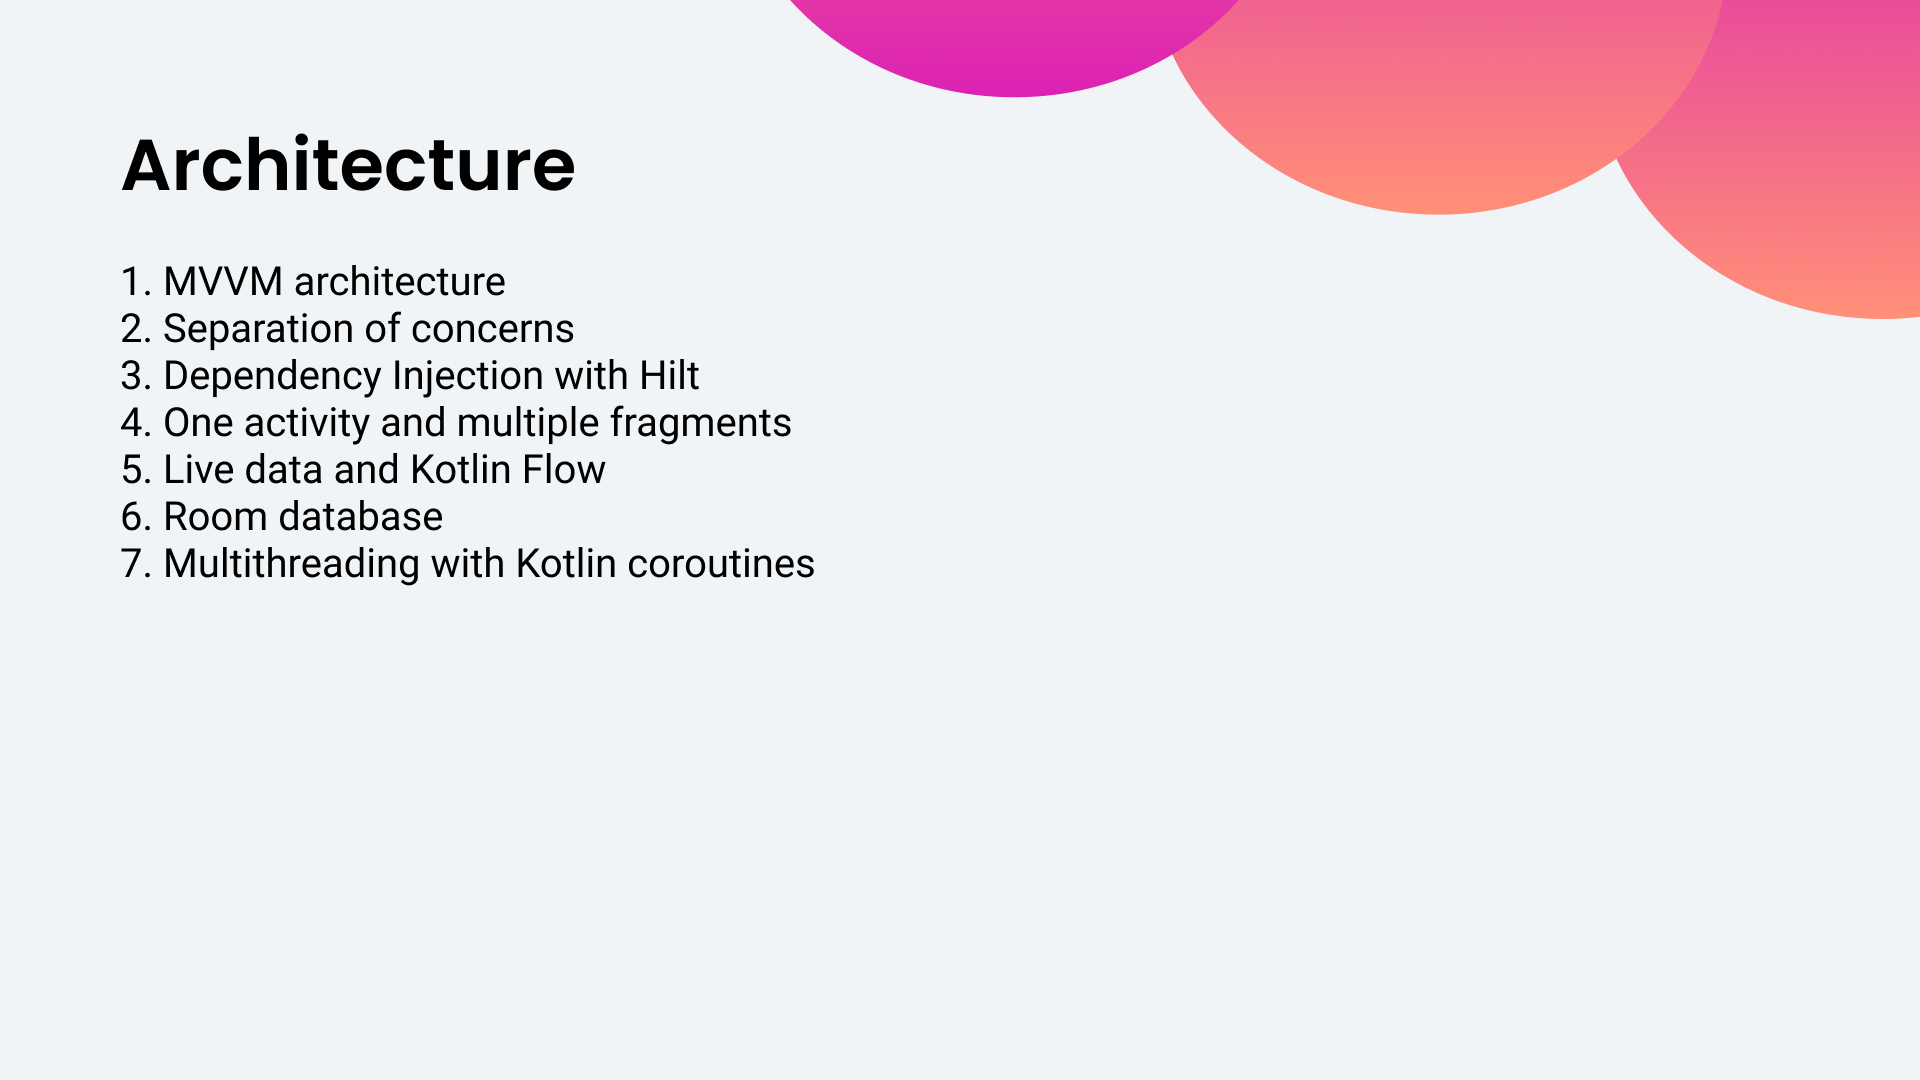 Architecture
1. MVVM architecture
2. Separation of concerns
3. Dependency Injection with Hilt
4. One activity and multiple fragments
5. Live data and Kotlin Flow
6. Room database
7. Multithreading with Kotlin coroutines